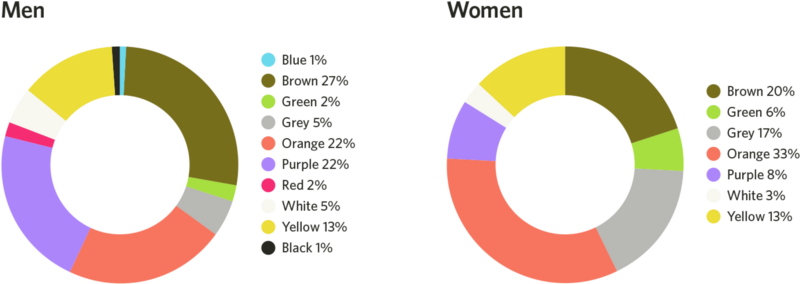 Men
Blue 1%
Brown 27%
Green 2%
Grey 5%
Orange 22%
Purple 22%
Red 2%
White 5%
Yellow 13%
Black 1%
Women
Brown 20%
Green 6%
Grey 17%
Orange 33%
Purple 8%
White 3%
Yellow 13%